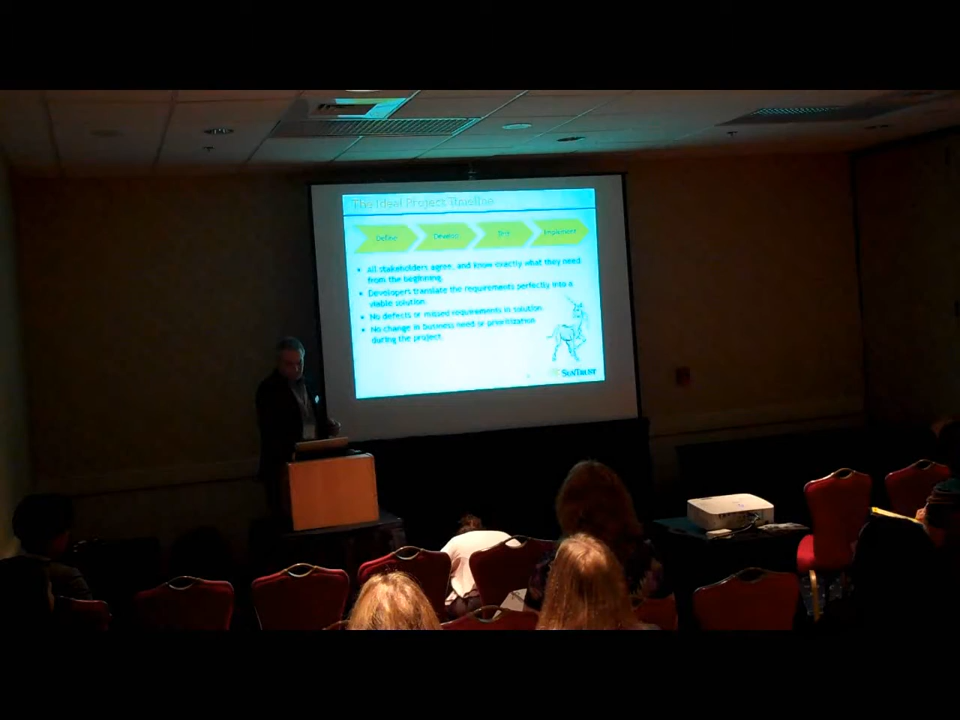 The Ideal Project Timeline
Define
Develop
Test
Implement
All stakeholders agree, and know exactly what they need
from the beginning
Developers translate the requirements perfectly into a
viable solution
No defects or missed requirements in solution
No change in business need or prioritization
during the project.
SUNTRUST